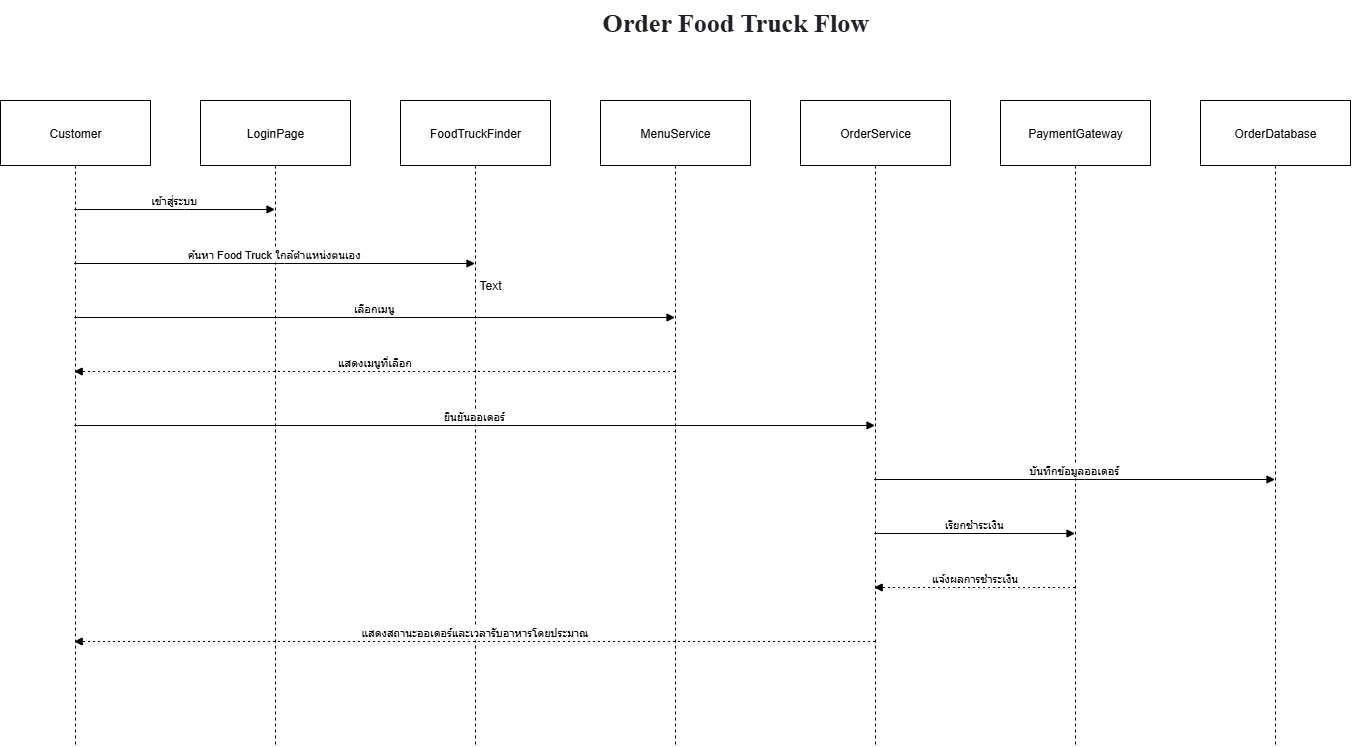 Order Food Truck Flow
Customer
LoginPage
FoodTruckFinder
MenuService
OrderService
PaymentGateway
OrderDatabase
เข้าสู่ระบบ
ค้นหา Food Truck ใกล้ตำแหน่งตนเอง
Text
เลือกเมนู
แสดงเมนูที่เลือก
ยืนยันออเดอร์
บันทึกข้อมูลออเดอร์
เรียกชำระเงิน
แจ้งผลการชำระเงิน
แสดงสถานะออเดอร์และเวลารับอาหารโดยประมาณ